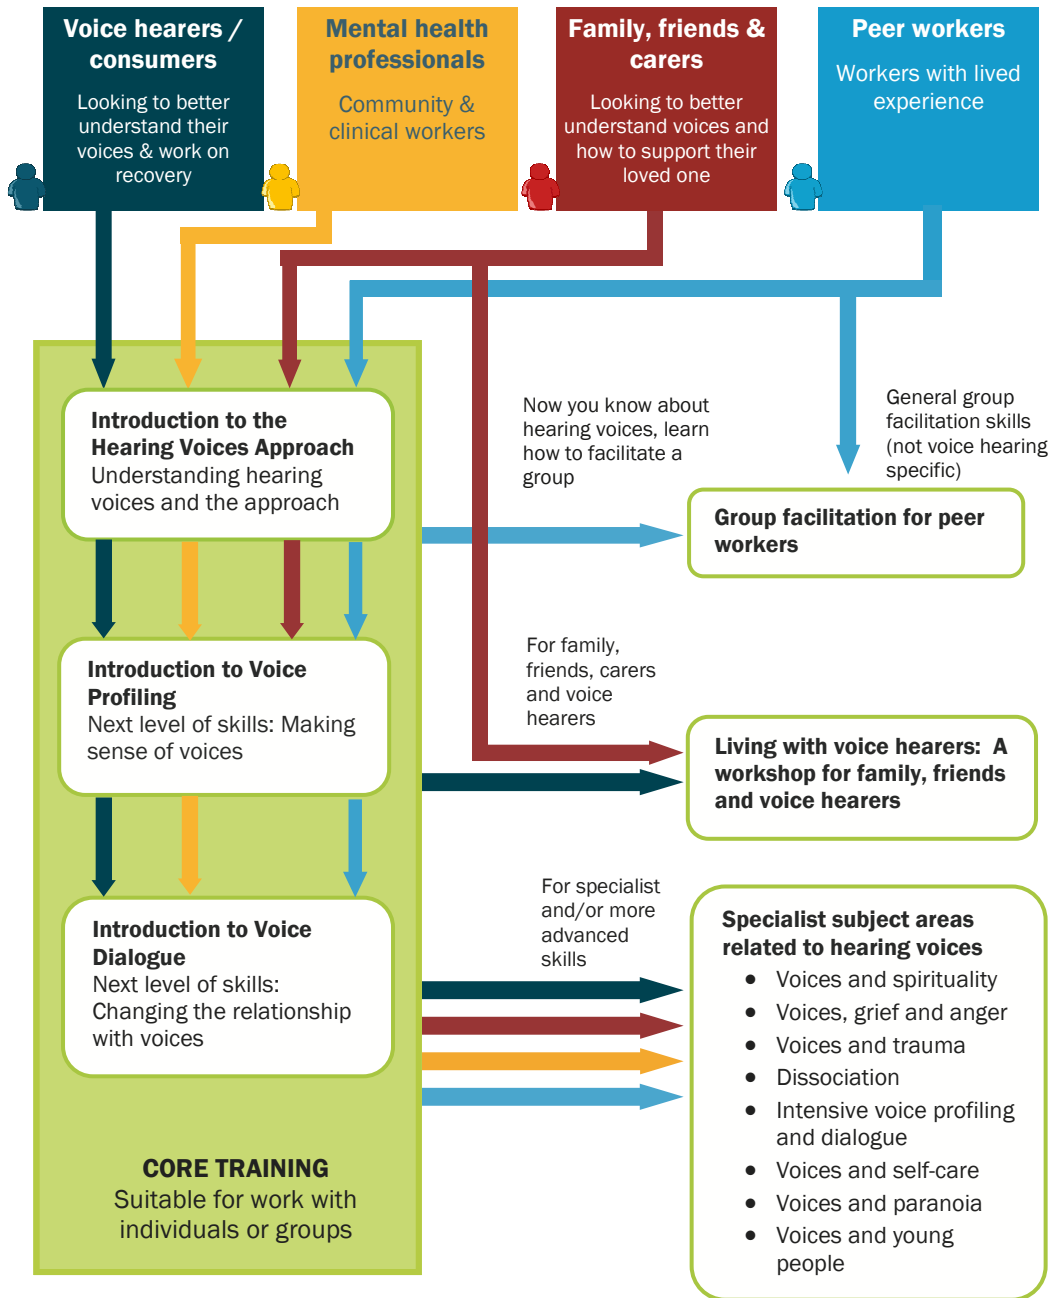 Voice hearers /
consumers
Looking to better
understand their
voices & work on
recovery
Mental health
professionals
Community &
clinical workers
Family, friends &
carers
Looking to better
understand voices and
how to support their
loved one
Peer workers
Workers with lived
experience
Introduction to the
Hearing Voices Approach
Understanding hearing
voices and the approach
Now you know about
hearing voices, learn
how to facilitate a
group
General group
facilitation skills
(not voice hearing
specific)
Group facilitation for peer
workers
Introduction to Voice
Profiling
Next level of skills: Making
sense of voices
For family,
friends, carers
and voice
hearers
Living with voice hearers:  A
workshop for family, friends
and voice hearers
Introduction to Voice
Dialogue
Next level of skills:
Changing the relationship
with voices
For specialist
and/or more
advanced
skills
Specialist subject areas
related to hearing voices
• Voices and spirituality
• Voices, grief and anger
• Voices and trauma
• Dissociation
• Intensive voice profiling
and dialogue
• Voices and self-care
• Voices and paranoia
• Voices and young
people
CORE TRAINING
Suitable for work with
individuals or groups